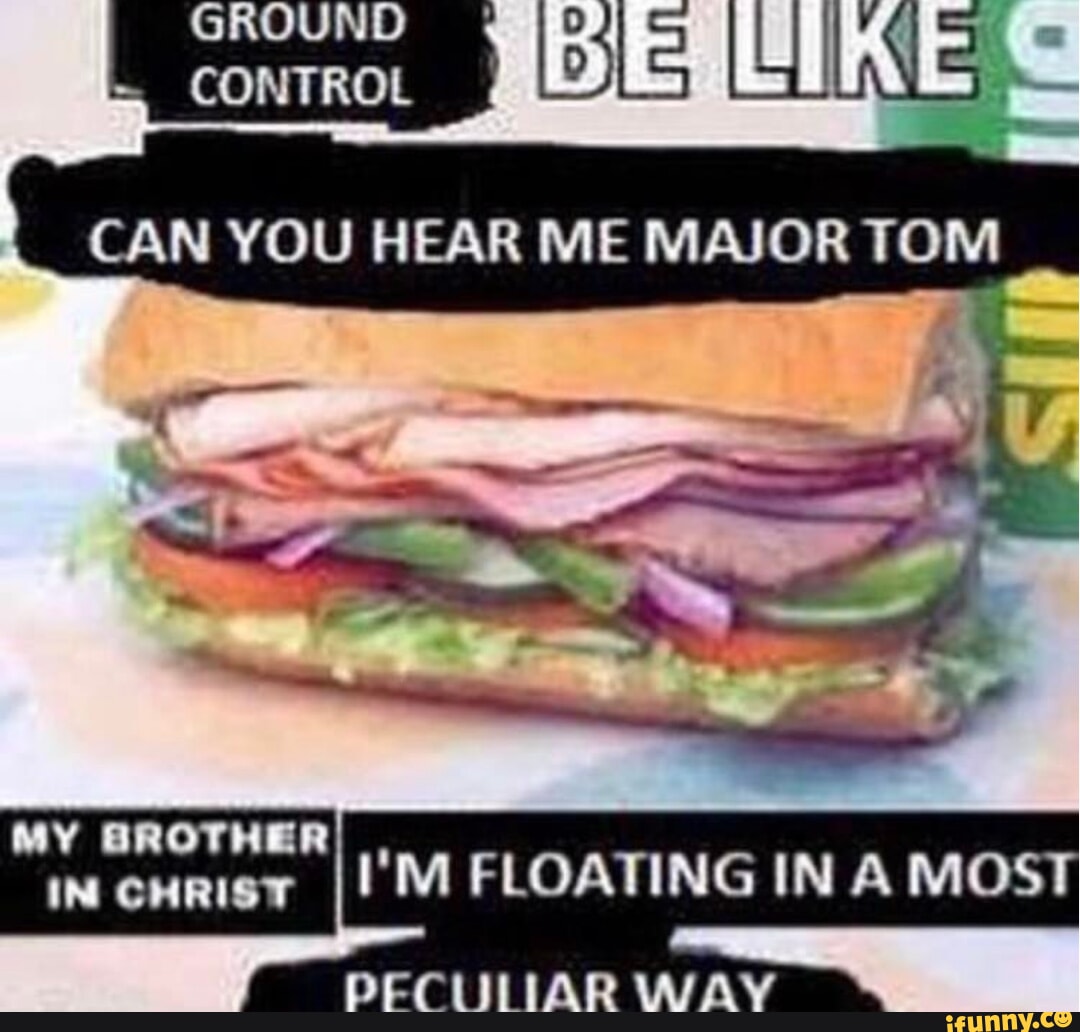 GROUND
CONTROL
BE LIKE
CAN YOU HEAR ME MAJOR TOM
MY BROTHER
IN CHRIST
I'M FLOATING IN A MOST
PECULIAR WAY
ifunny.co